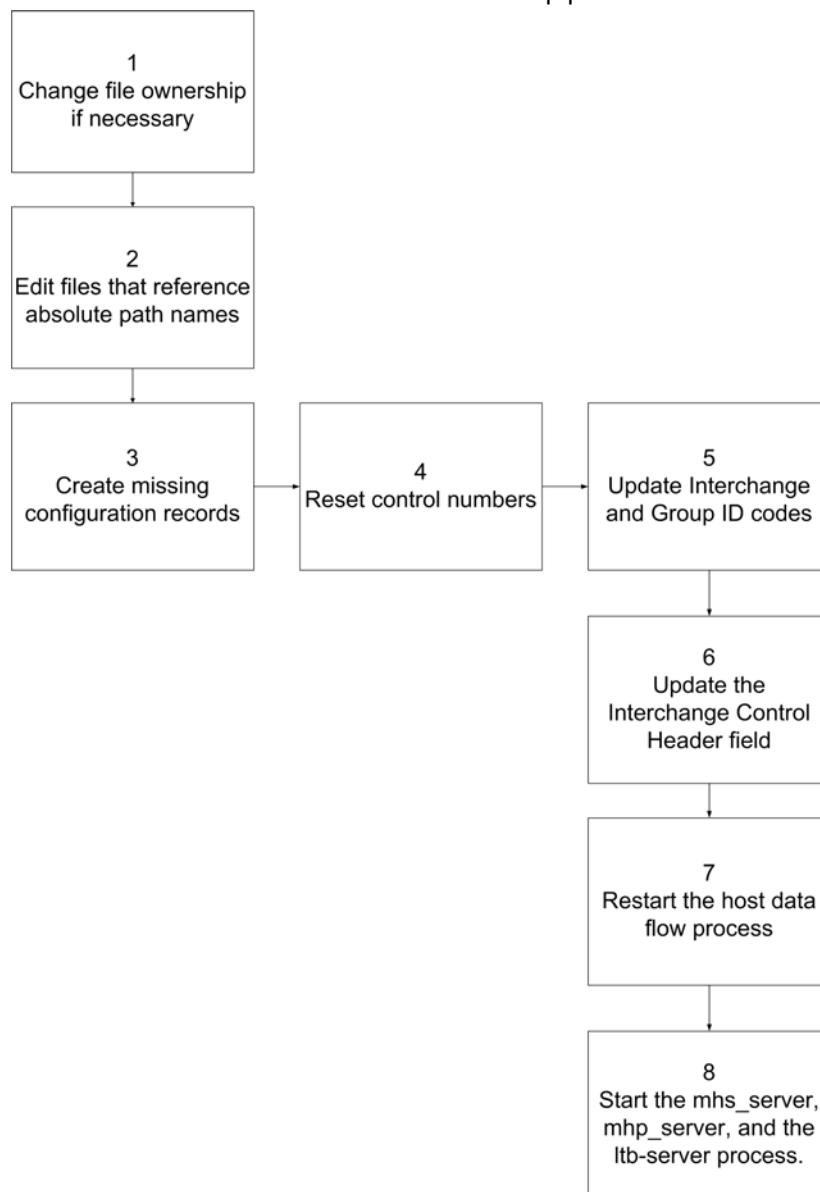 1
Change file ownership
if necessary
2
Edit files that reference
absolute path names
3
Create missing
configuration records
4
Reset control numbers
5
Update Interchange
and Group ID codes
6
Update the
Interchange Control
Header field
7
Restart the host data
flow process
8
Start the mhs_server,
mhp_server, and the
ltb-server process.